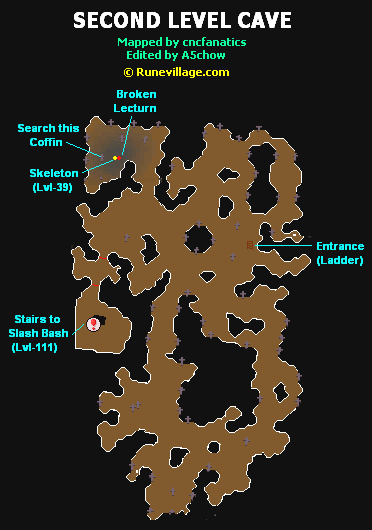 SECOND LEVEL CAVE
Mapped by cncfanatics
Edited by A5chow
© Runevillage.com
Broken
Lecturn
Search this
Coffin
Skeleton
(Lvl-39)
Entrance
(Ladder)
Stairs to
Slash Bash
(Lvl-111)